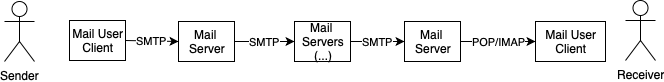 Sender
Mail User
Client
SMTP
Mail
Server
SMTP
Mail
Servers
(...)
SMTP
Mail
Server
POP/IMAP
Mail User
Client
Receiver